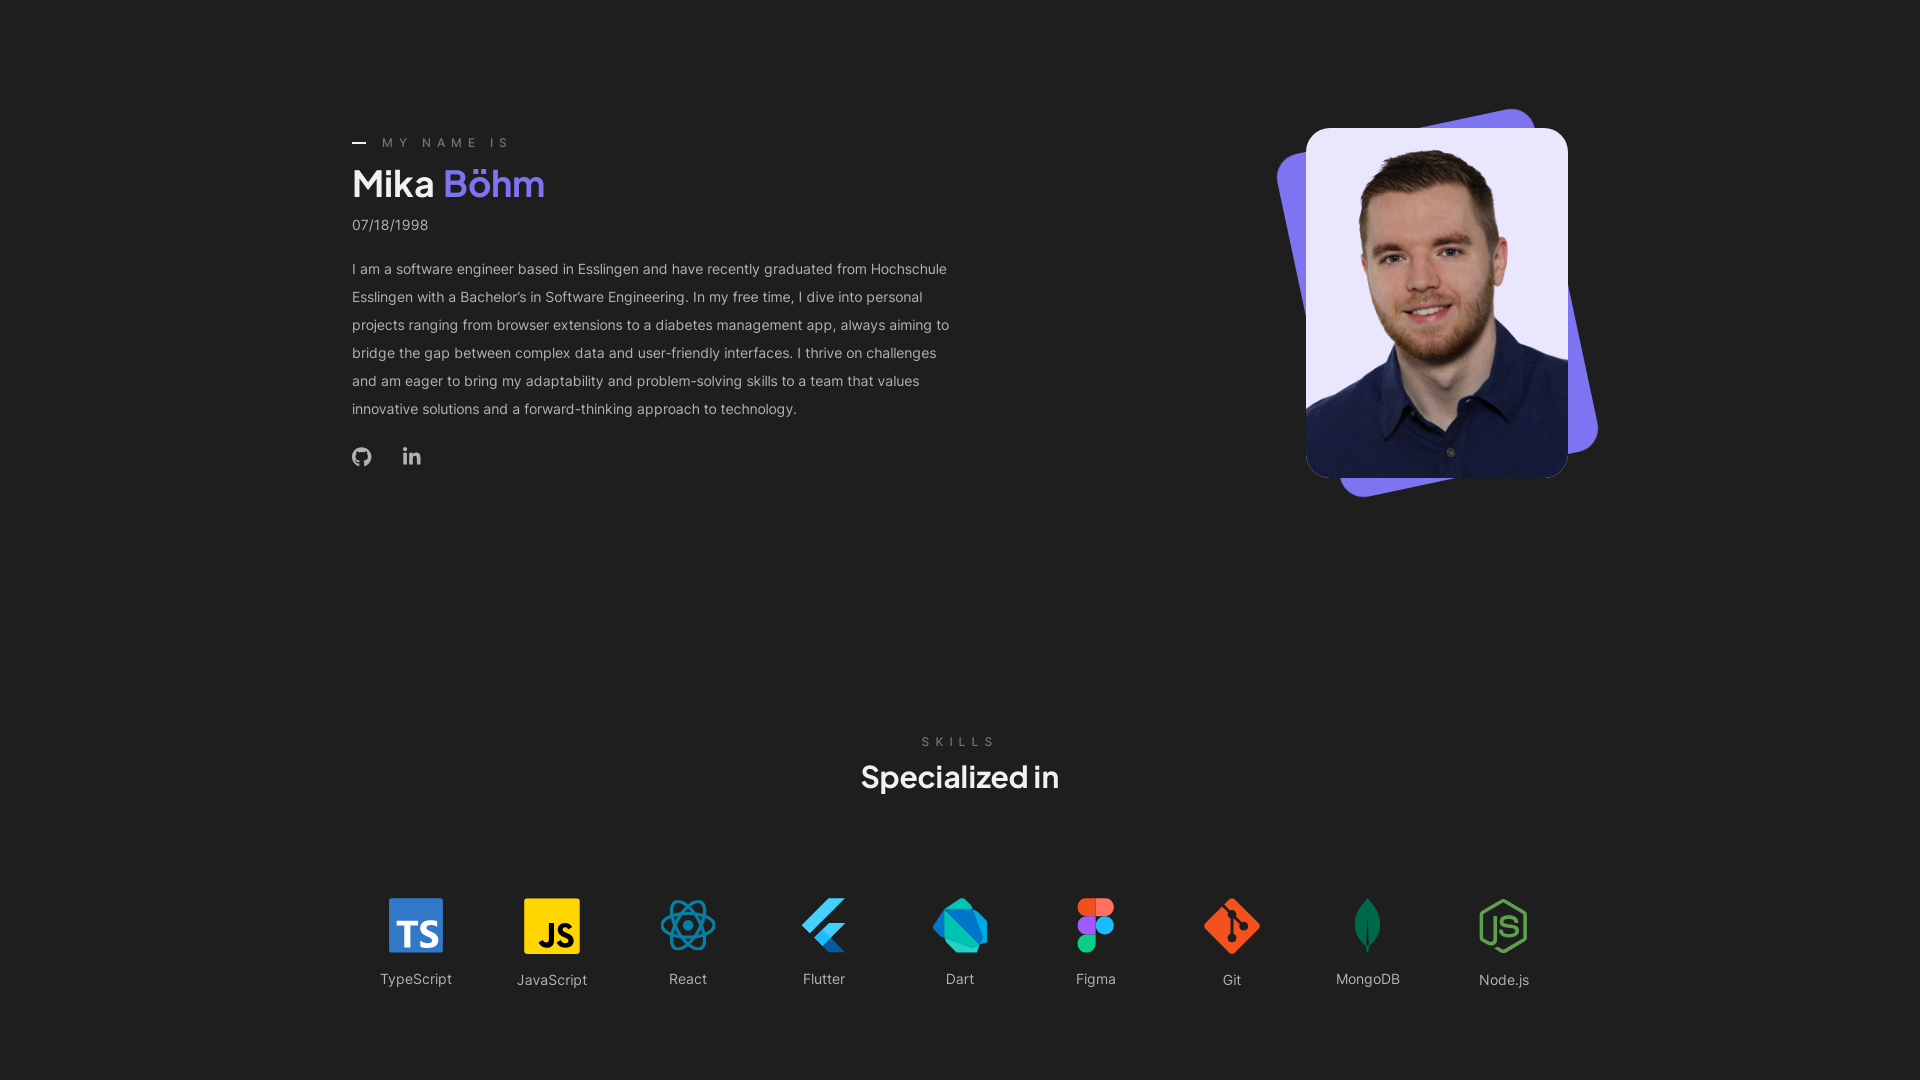 MY NAME IS
Mika Böhm
07/18/1998
I am a software engineer based in Esslingen and have recently graduated from Hochschule
Esslingen with a Bachelor’s in Software Engineering. In my free time, I dive into personal
projects ranging from browser extensions to a diabetes management app, always aiming to
bridge the gap between complex data and user-friendly interfaces. I thrive on challenges
and am eager to bring my adaptability and problem-solving skills to a team that values
innovative solutions and a forward-thinking approach to technology.
in
SKILLS
Specialized in
TS JS JS
TypeScript JavaScript React Flutter Dart Figma Git MongoDB Node.js